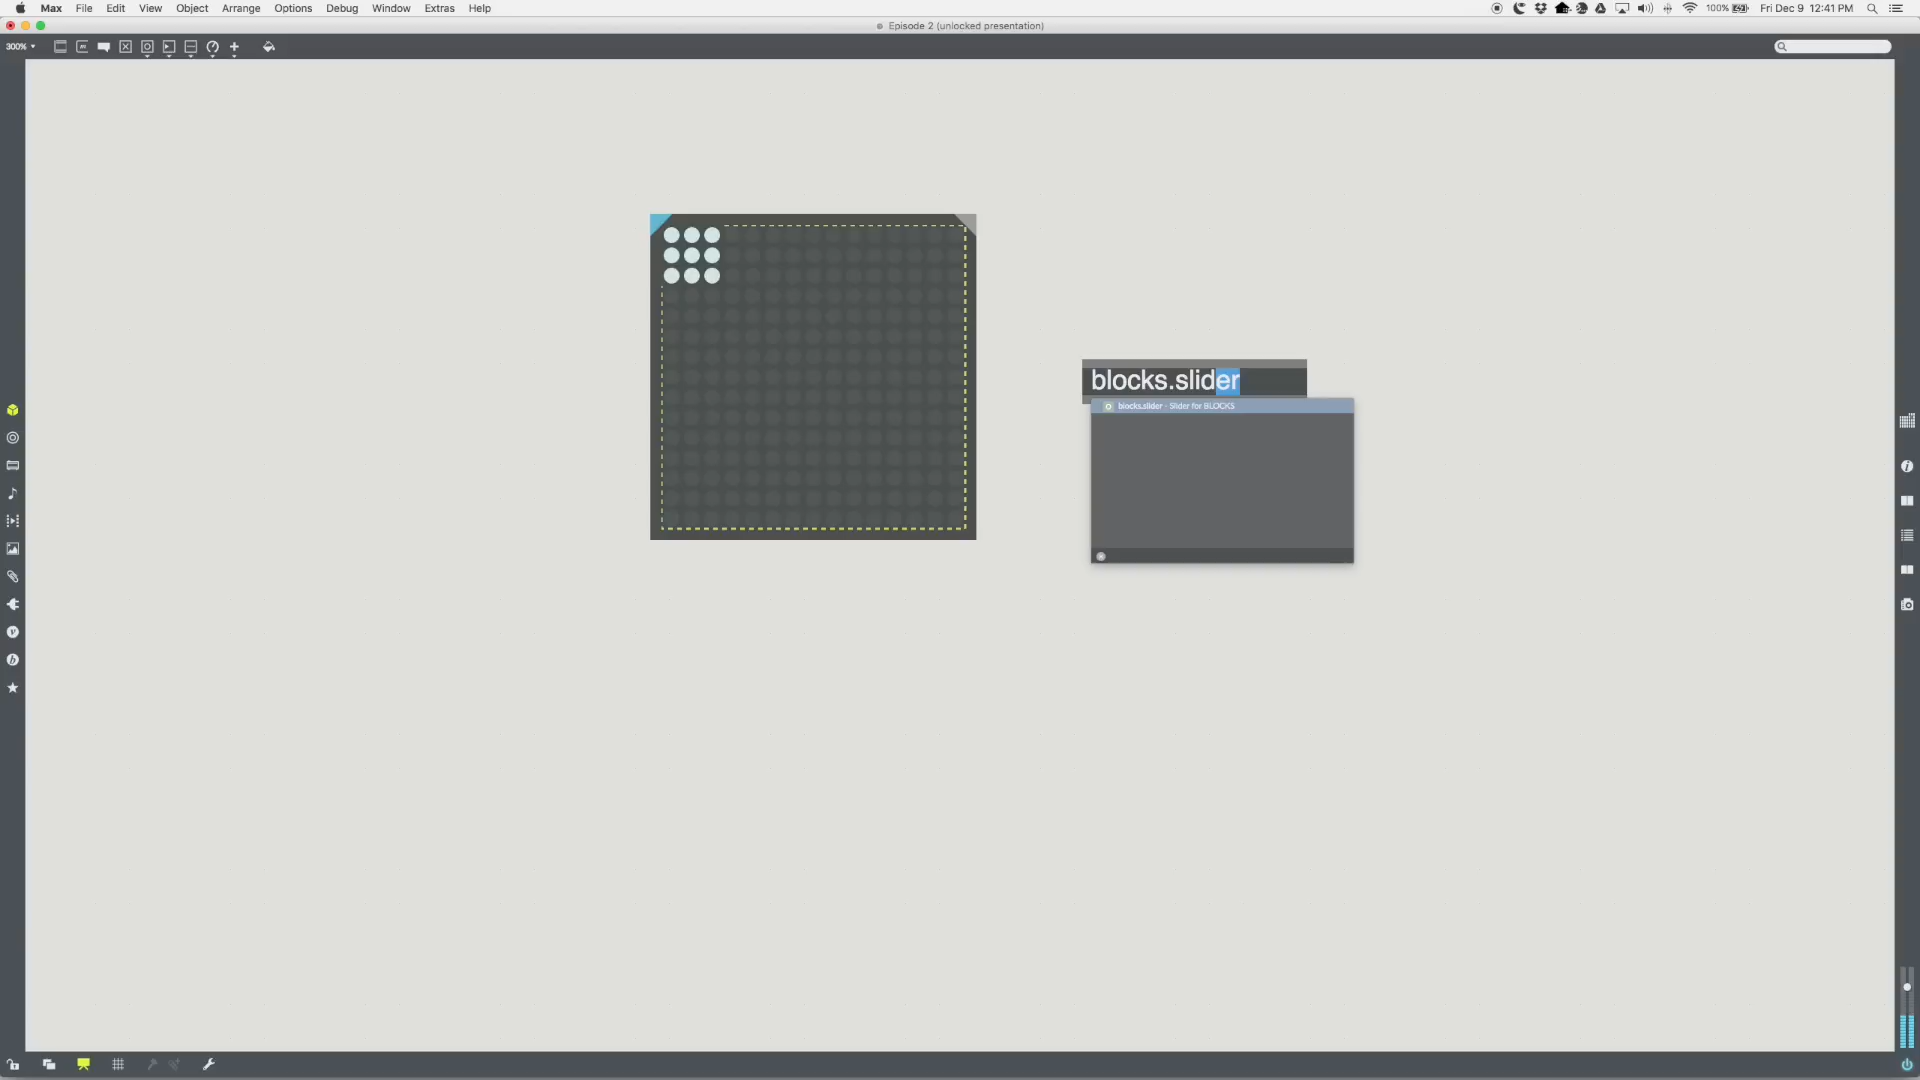 Max File Edit View Object Arrange Options Debug Window Extras Help
100% Fri Dec 9 12:41 PM
Episode 2 (unlocked presentation)
300%
blocks.slider
blocks.slider - Slider for BLOCKS